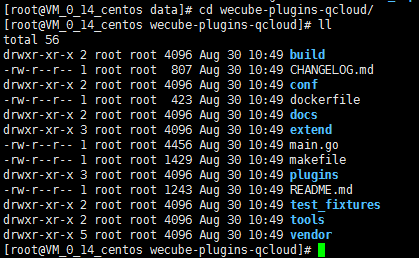 [root@VM_0_14_centos data]# cd wecube-plugins-qcloud/
[root@VM_0_14_centos wecube-plugins-qcloud]# ll
total 56
drwxr-xr-x 2 root root 4096 Aug 30 10:49 build
-rw-r--r-- 1 root root  807 Aug 30 10:49 CHANGELOG.md
drwxr-xr-x 2 root root 4096 Aug 30 10:49 conf
-rw-r--r-- 1 root root  423 Aug 30 10:49 dockerfile
drwxr-xr-x 2 root root 4096 Aug 30 10:49 docs
drwxr-xr-x 3 root root 4096 Aug 30 10:49 extend
-rw-r--r-- 1 root root 4456 Aug 30 10:49 main.go
-rw-r--r-- 1 root root 1429 Aug 30 10:49 makefile
drwxr-xr-x 3 root root 4096 Aug 30 10:49 plugins
-rw-r--r-- 1 root root 1243 Aug 30 10:49 README.md
drwxr-xr-x 2 root root 4096 Aug 30 10:49 test_fixtures
drwxr-xr-x 2 root root 4096 Aug 30 10:49 tools
drwxr-xr-x 5 root root 4096 Aug 30 10:49 vendor
[root@VM_0_14_centos wecube-plugins-qcloud]#